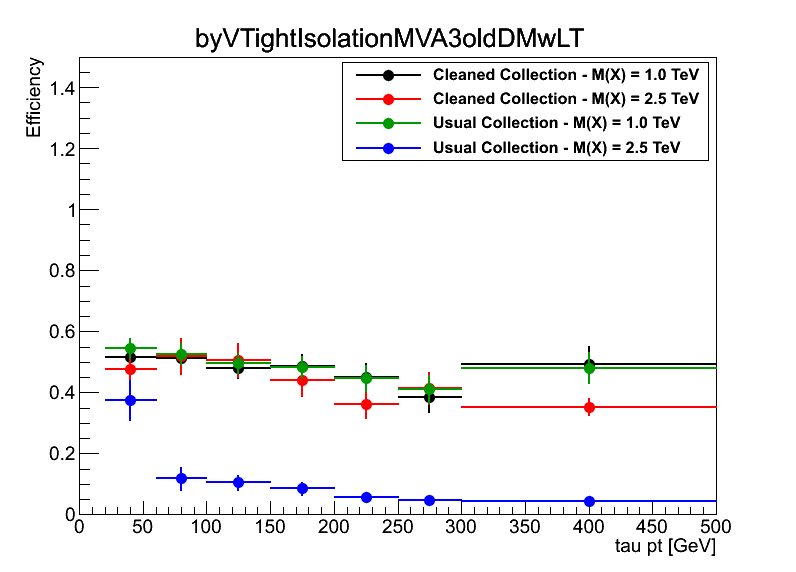 byVTightIsolationMVA3oldDMwLT
Efficiency
Cleaned Collection - M(X) = 1.0 TeV
Cleaned Collection - M(X) = 2.5 TeV
Usual Collection - M(X) = 1.0 TeV
Usual Collection - M(X) = 2.5 TeV
1.4
1.2
1
0.8
0.6
0.4
0.2
0
0 50 100 150 200 250 300 350 400 450 500
tau pt [GeV]